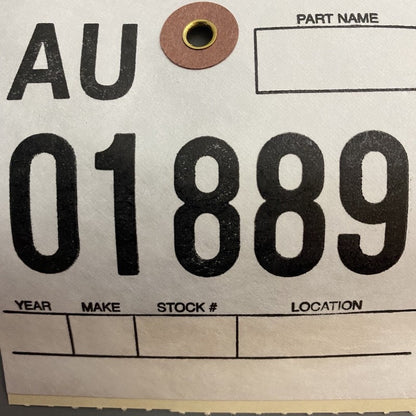 AU
PART NAME
01889
YEAR MAKE STOCK # LOCATION